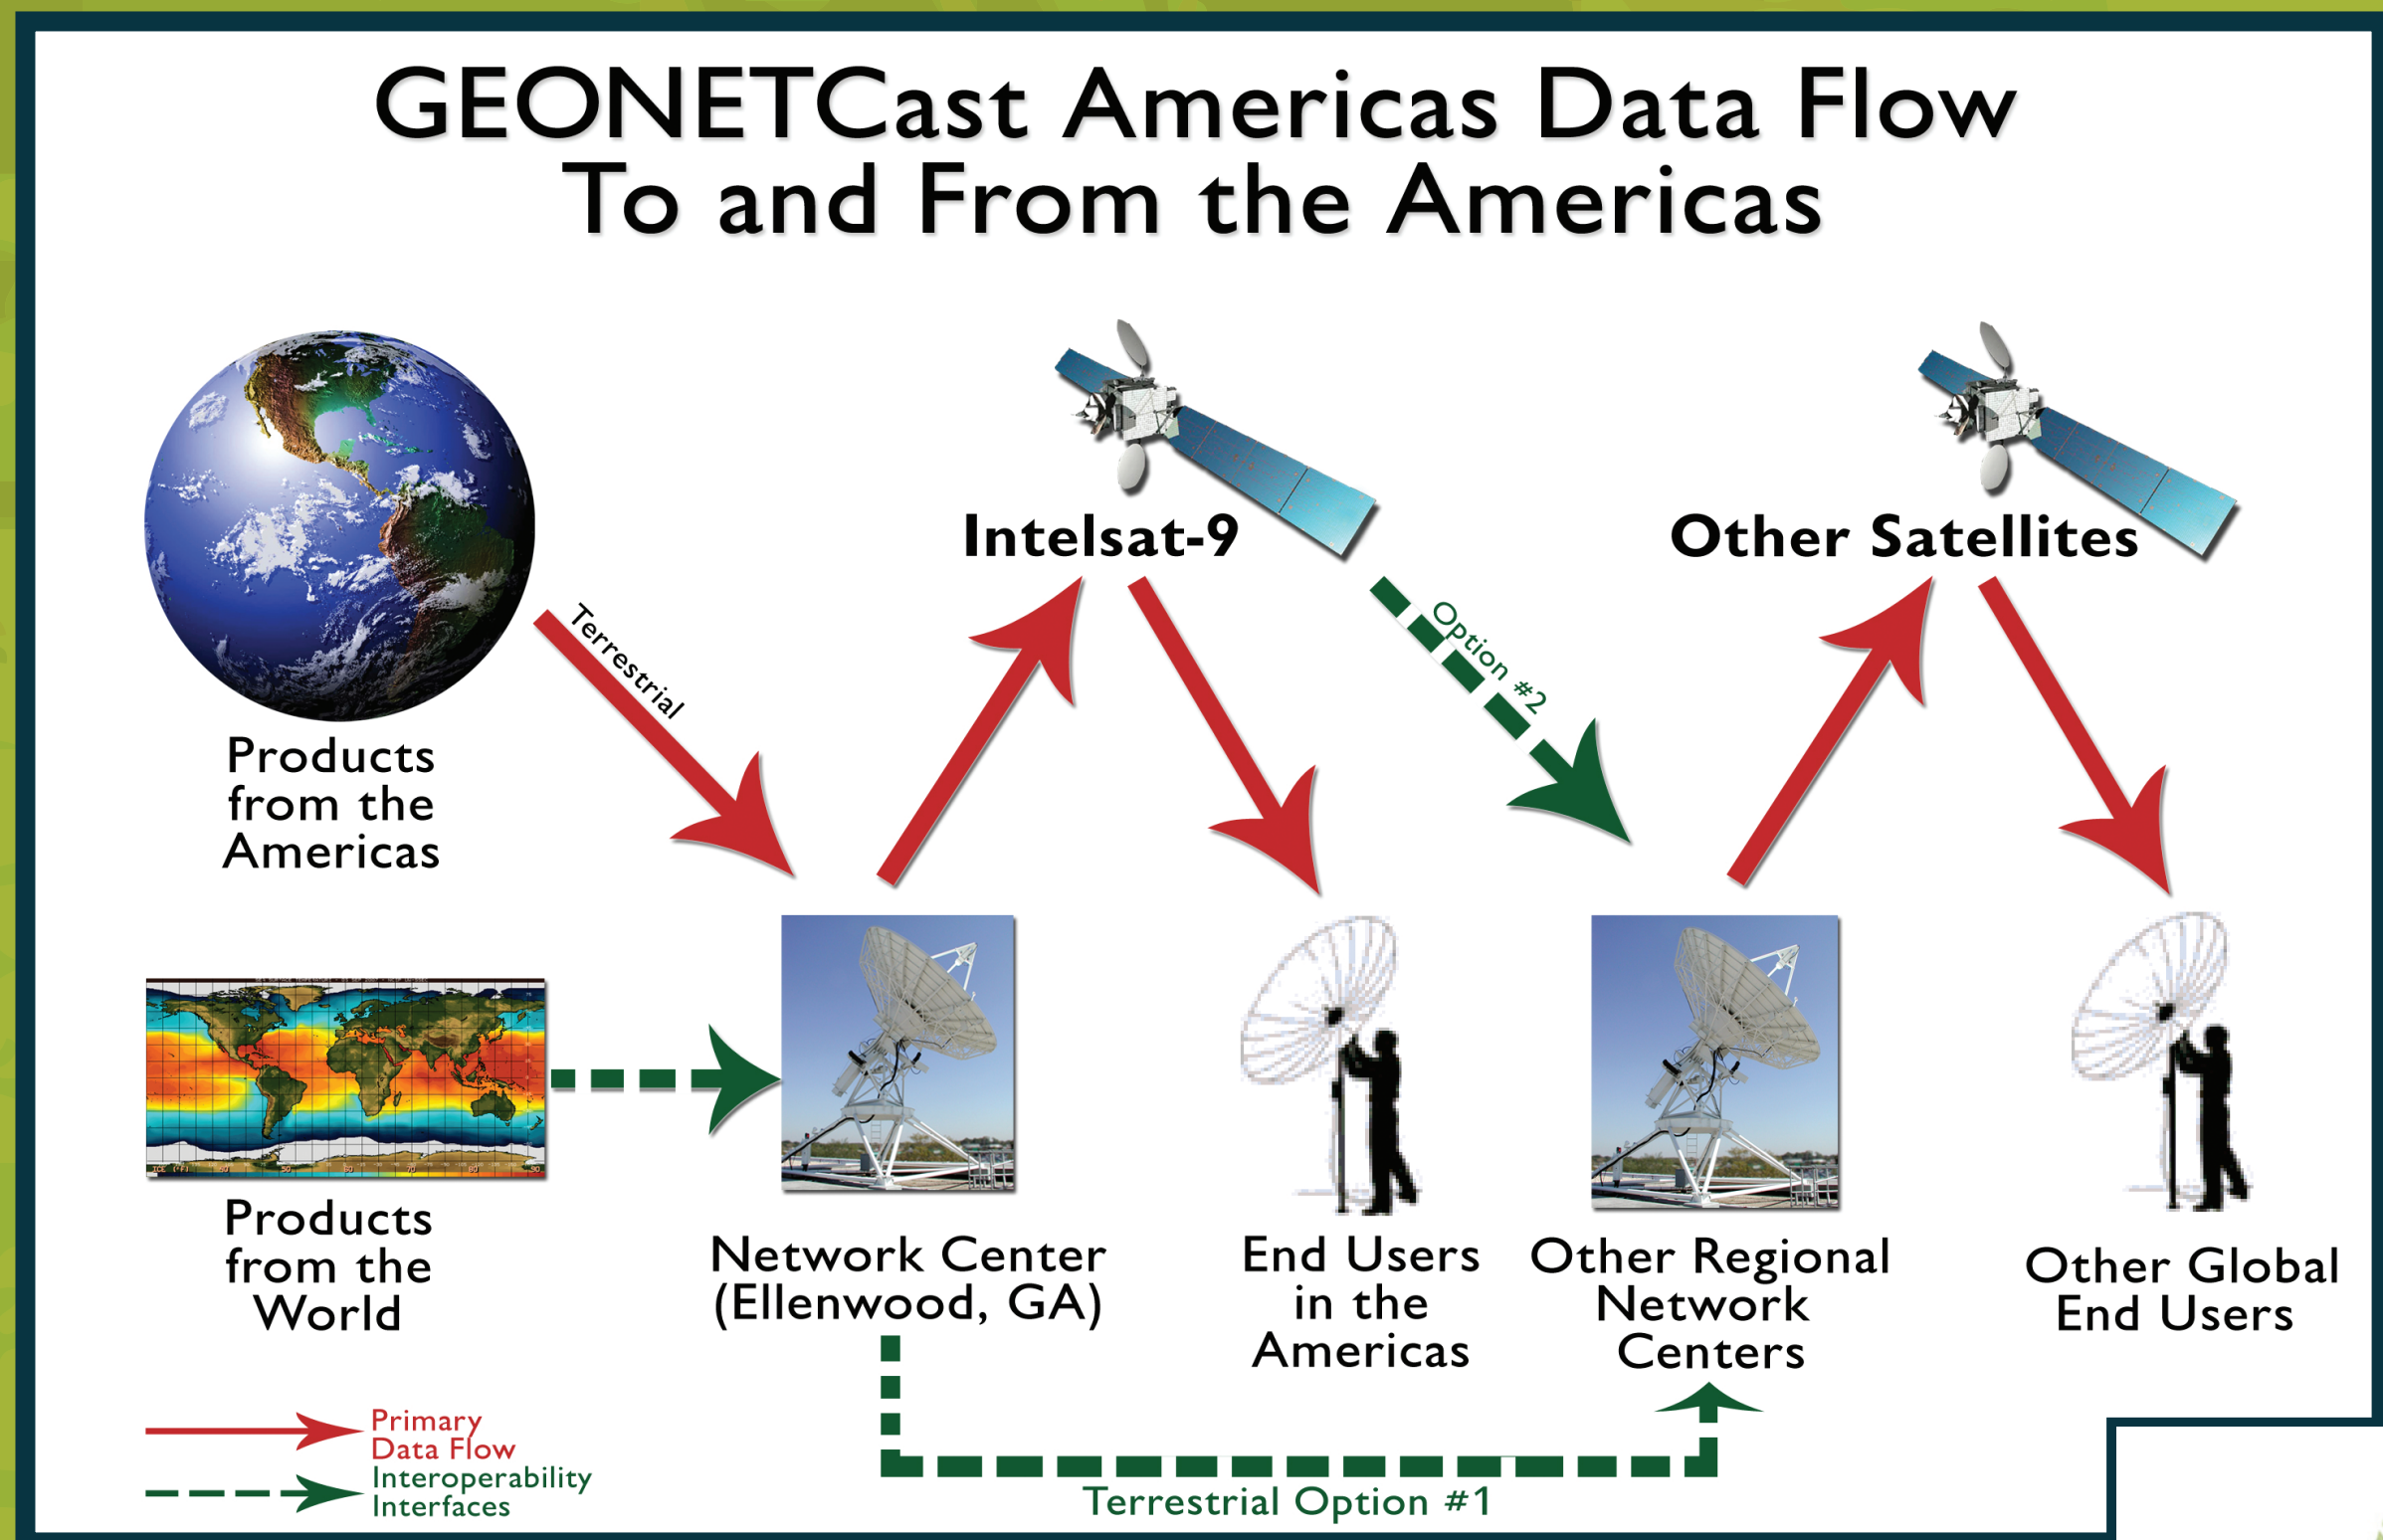 GEONETCast Americas Data Flow
To and From the Americas
Intelsat-9
Other Satellites
Terrestrial
Option #2
Products
from the
Americas
Products
from the
World
Network Center
(Ellenwood, GA)
End Users
in the
Americas
Other Regional
Network
Centers
Other Global
End Users
Primary
Data Flow
Interoperability
Interfaces
Terrestrial Option #1